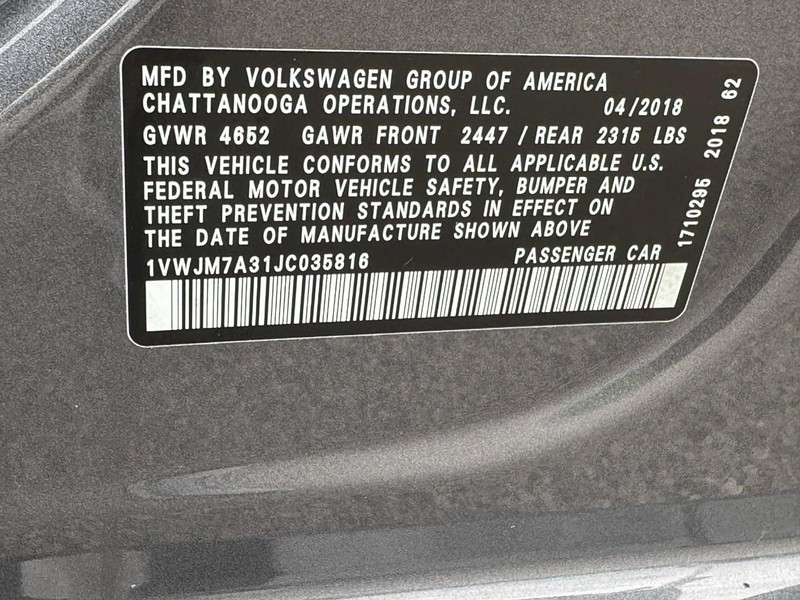 MFD BY VOLKSWAGEN GROUP OF AMERICA
CHATTANOOGA OPERATIONS, LLC. 04/2018
GVWR 4652 GAWR FRONT 2447 / REAR 2315 LBS
THIS VEHICLE CONFORMS TO ALL APPLICABLE U.S.
FEDERAL MOTOR VEHICLE SAFETY, BUMPER AND
THEFT PREVENTION STANDARDS IN EFFECT ON
THE DATE OF MANUFACTURE SHOWN ABOVE
1VWJM7A31JC035816 PASSENGER CAR
1710295 2018 62